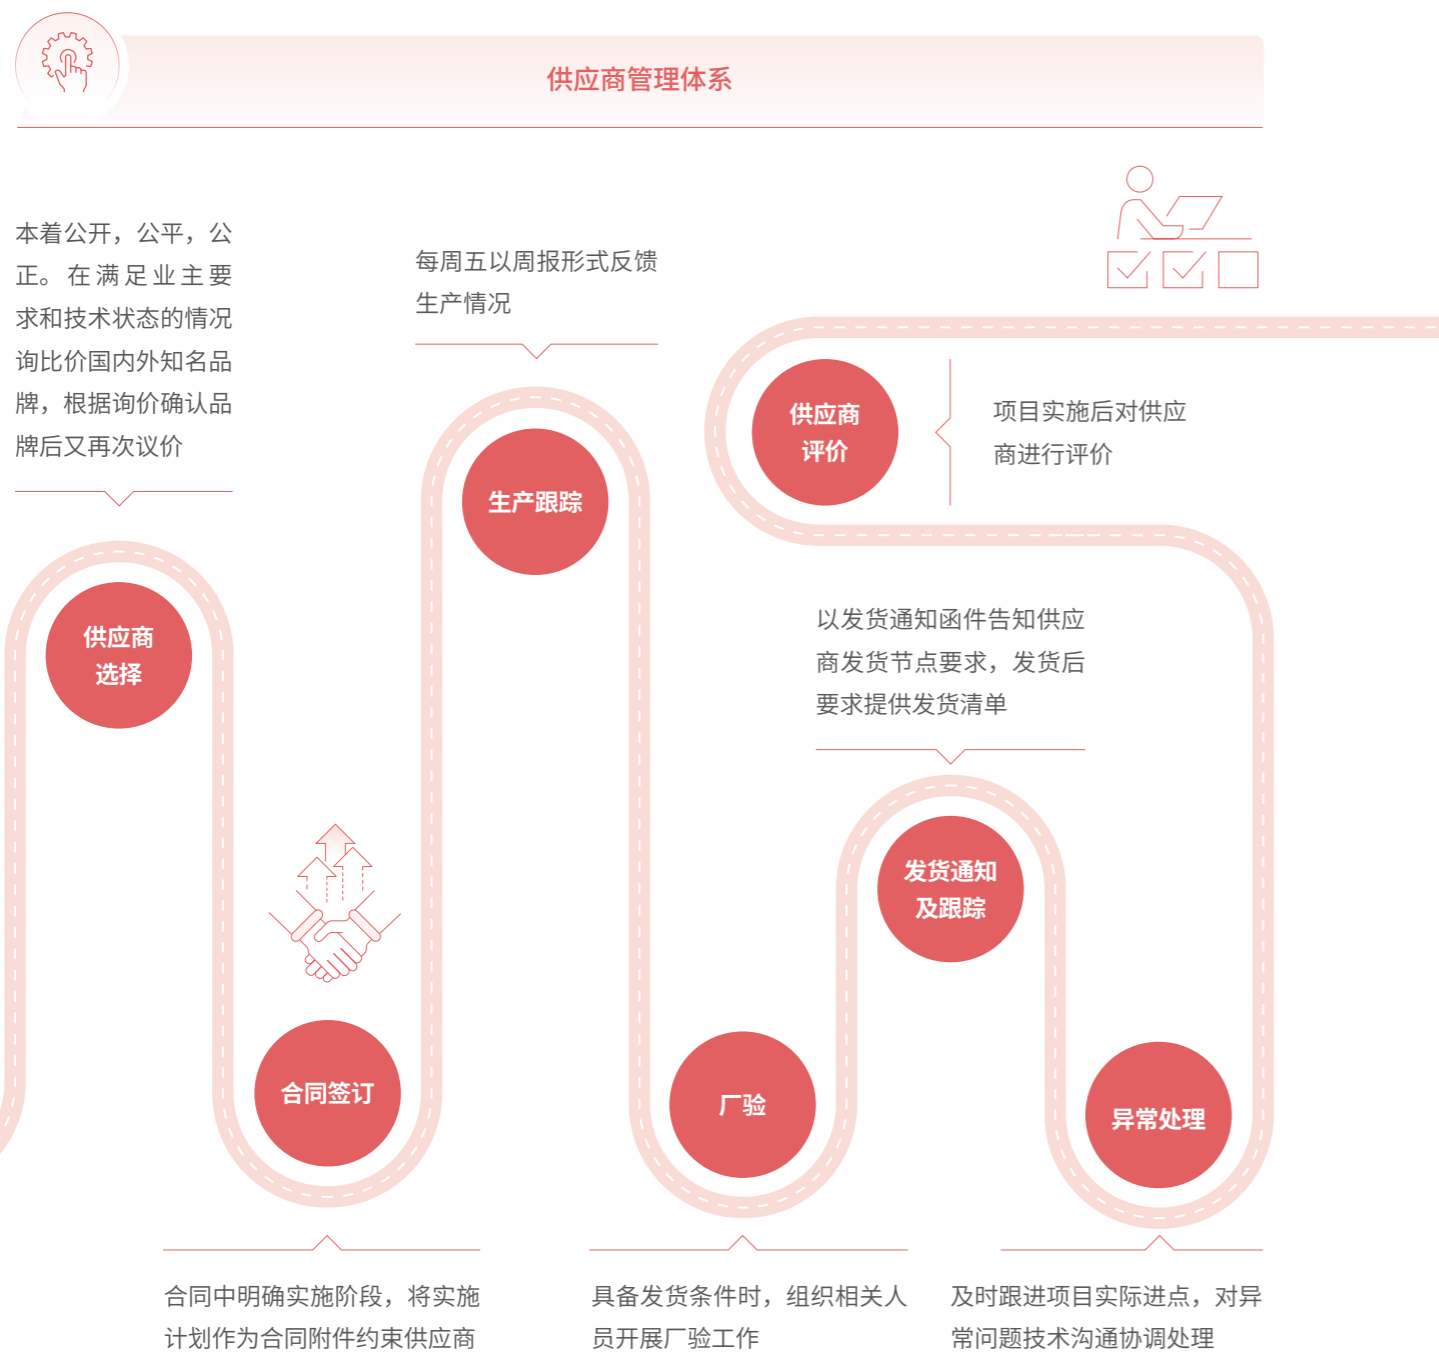 供应商管理体系
本着公开，公平，公
正。在满足业主要
求和技术状态的情况
询比价国内外知名品
牌，根据询价确认品
牌后又再次议价
供应商
选择
合同签订
合同中明确实施阶段，将实施
计划作为合同附件约束供应商
每周五以周报形式反馈
生产情况
生产跟踪
厂验
具备发货条件时，组织相关人
员开展厂验工作
以发货通知函件告知供应
商发货节点要求，发货后
要求提供发货清单
发货通知
及跟踪
异常处理
及时跟进项目实际进点，对异
常问题技术沟通协调处理
供应商
评价
项目实施后对供应
商进行评价